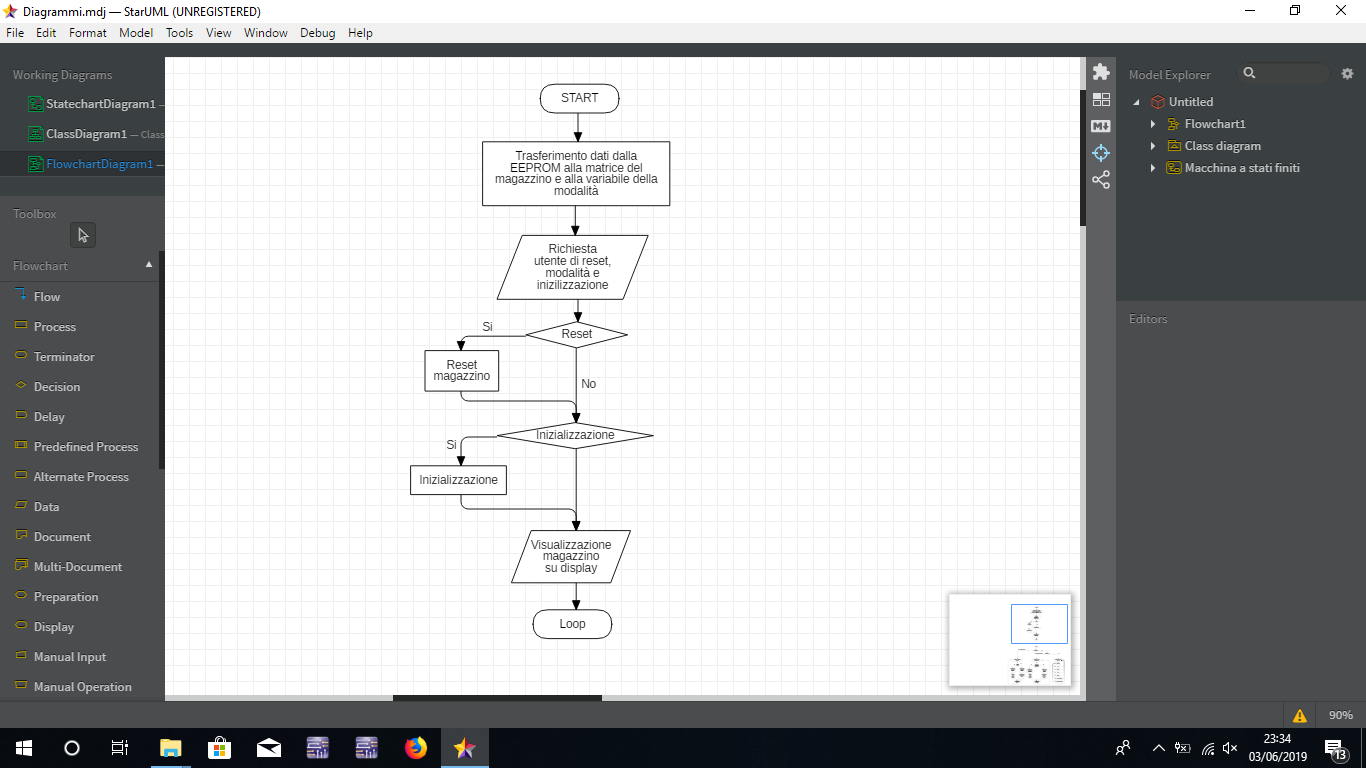 Diagrammi.mdj — StarUML (UNREGISTERED)
File Edit Format Model Tools View Window Debug Help
Working Diagrams
StatechartDiagram1 —
ClassDiagram1 — Class
FlowchartDiagram1 —
Toolbox
Flowchart
Flow
Process
Terminator
Decision
Delay
Predefined Process
Alternate Process
Data
Document
Multi-Document
Preparation
Display
Manual Input
Manual Operation
START
Trasferimento dati dalla
EEPROM alla matrice del
magazzino e alla variabile della
modalità
Richiesta
utente di reset,
modalità e
inizilizzazione
Reset
Si
Reset
magazzino
No
Inizializzazione
Si
Inizializzazione
Visualizzazione
magazzino
su display
Loop
M
Model Explorer
Untitled
Flowchart1
Class diagram
Macchina a stati finiti
Editors
90%
23:34
03/06/2019
13